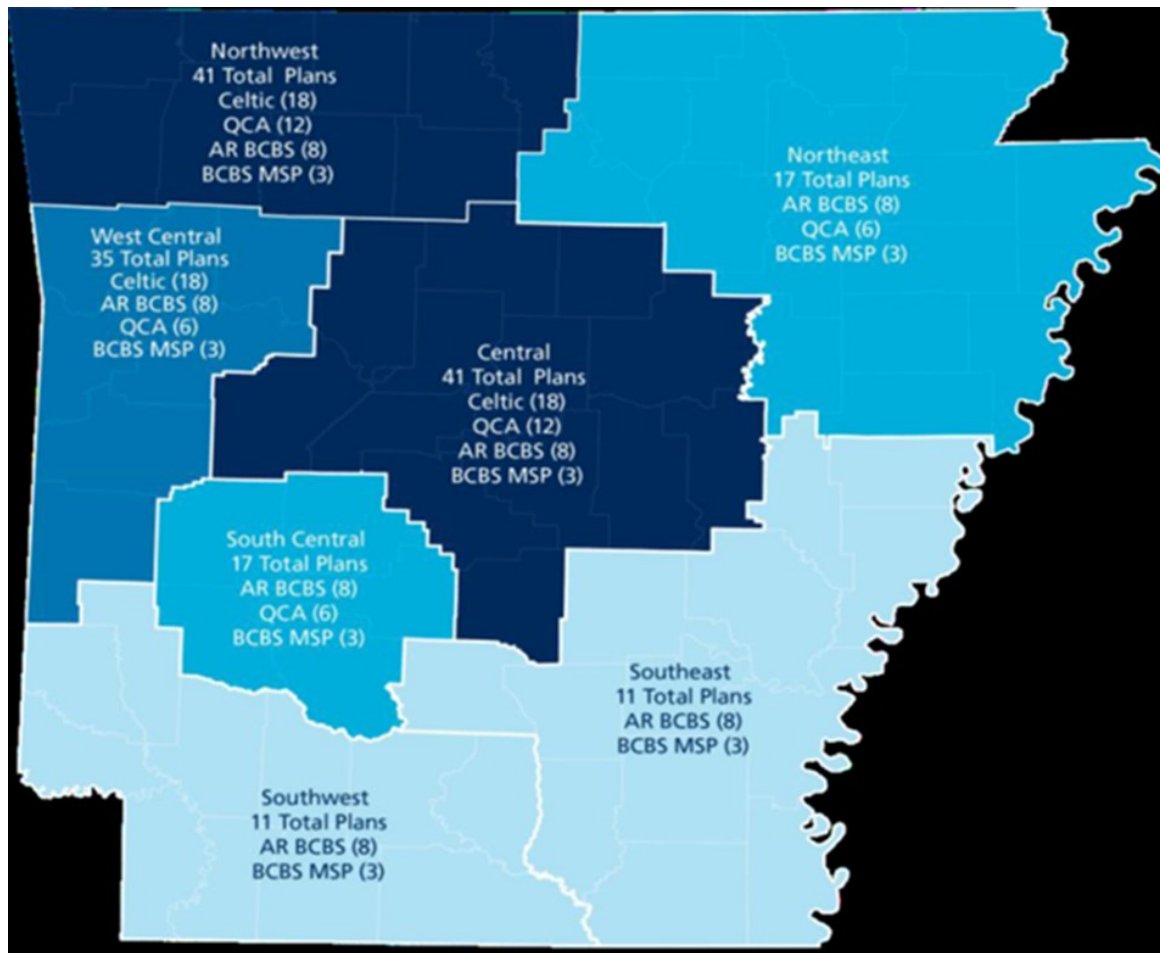 Northwest
41 Total Plans
Celtic (18)
QCA (12)
AR BCBS (8)
BCBS MSP (3)
Northeast
17 Total Plans
AR BCBS (8)
QCA (6)
BCBS MSP (3)
West Central
35 Total Plans
Celtic (18)
AR BCBS (8)
QCA (6)
BCBS MSP (3)
Central
41 Total Plans
Celtic (18)
QCA (12)
AR BCBS (8)
BCBS MSP (3)
South Central
17 Total Plans
AR BCBS (8)
QCA (6)
BCBS MSP (3)
Southeast
11 Total Plans
AR BCBS (8)
BCBS MSP (3)
Southwest
11 Total Plans
AR BCBS (8)
BCBS MSP (3)